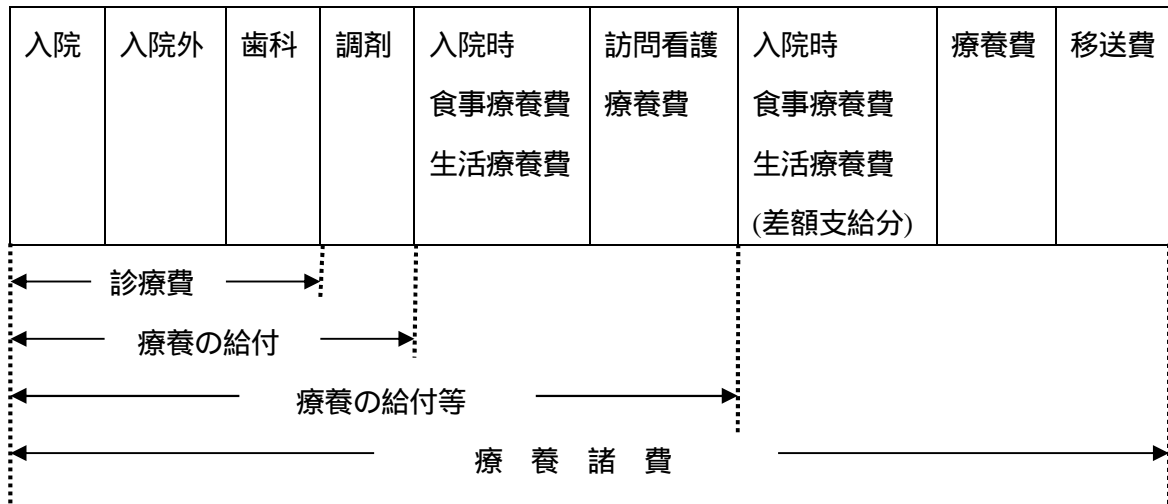 入院
入院外
歯科
調剤
入院時
食事療養費
生活療養費
訪問看護
療養費
入院時
食事療養費
生活療養費
(差額支給分)
療養費
移送費
診療費
療養の給付
療養の給付等
療 養 諸 費